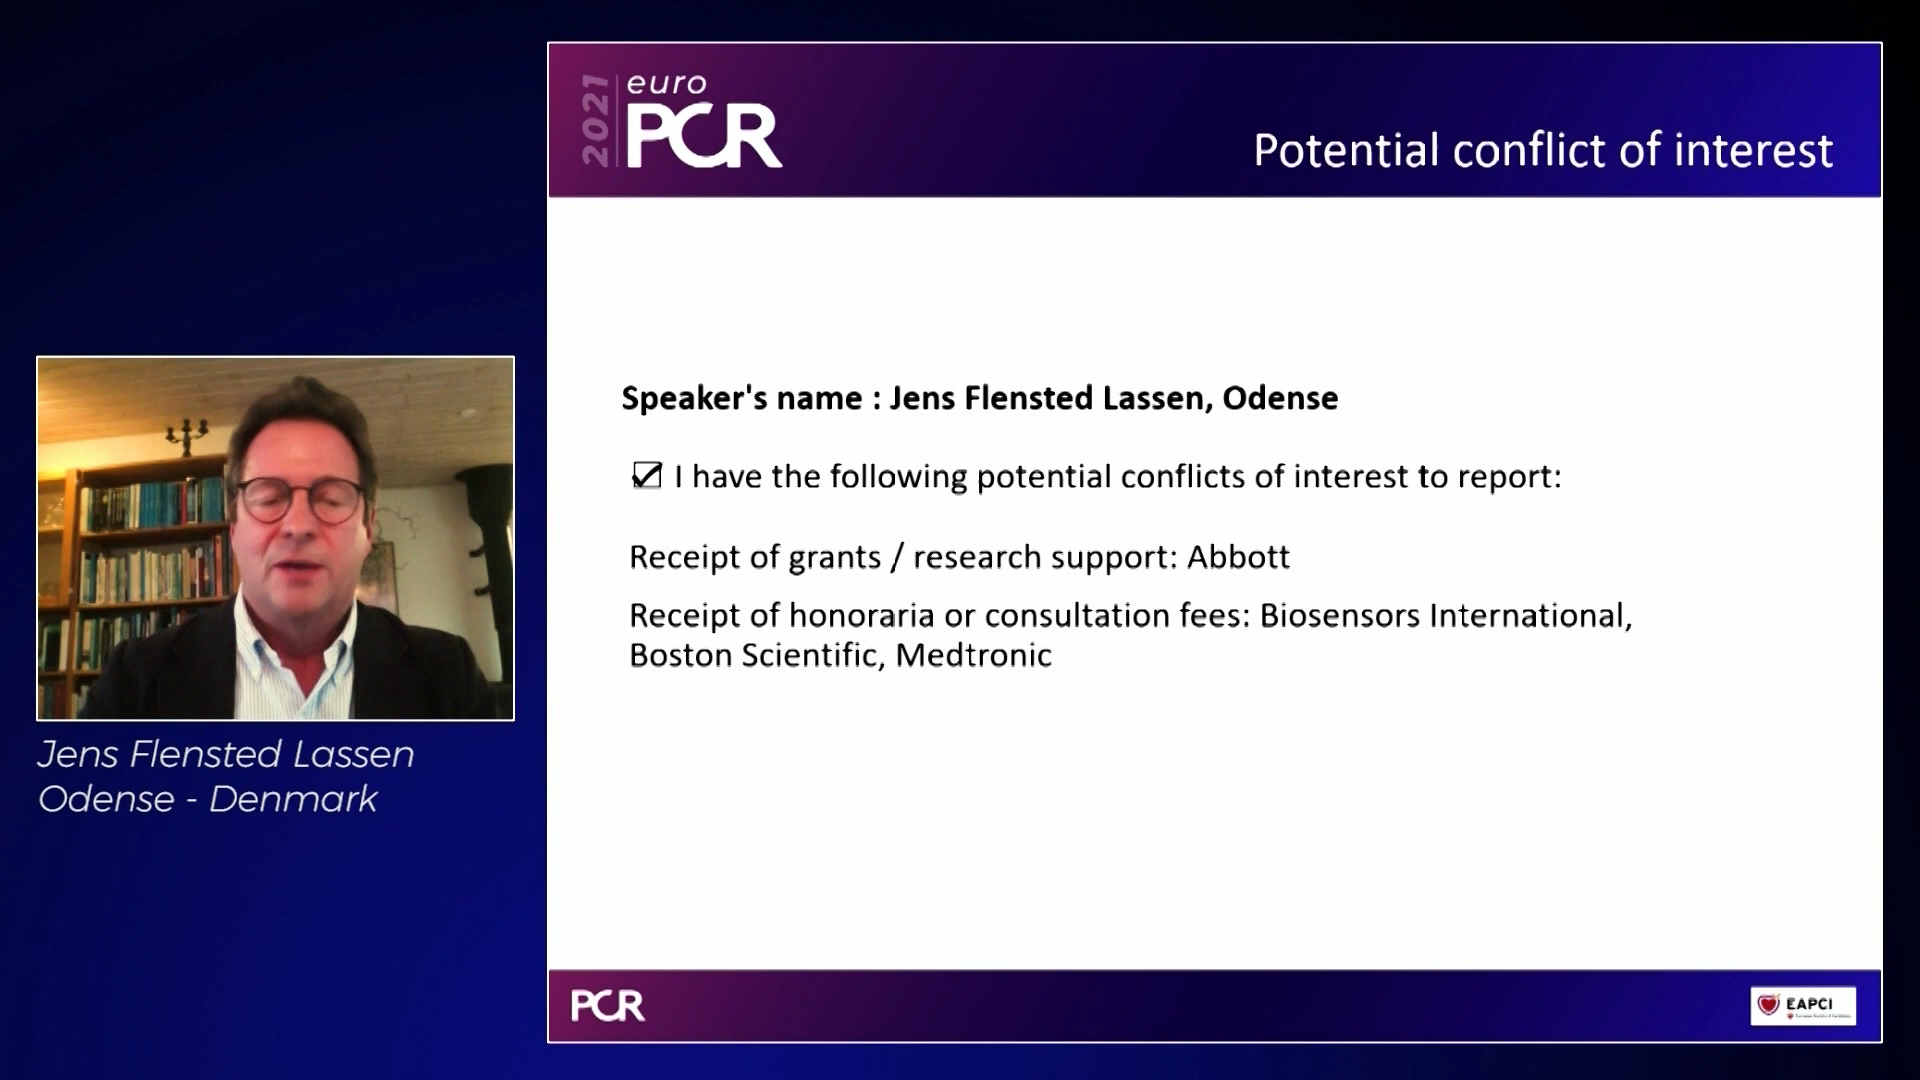 2021
euro
PCR
Potential conflict of interest
Speaker's name : Jens Flensted Lassen, Odense
I have the following potential conflicts of interest to report:
Receipt of grants / research support: Abbott
Receipt of honoraria or consultation fees: Biosensors International,
Boston Scientific, Medtronic
Jens Flensted Lassen
Odense - Denmark
PCR
EAPCI